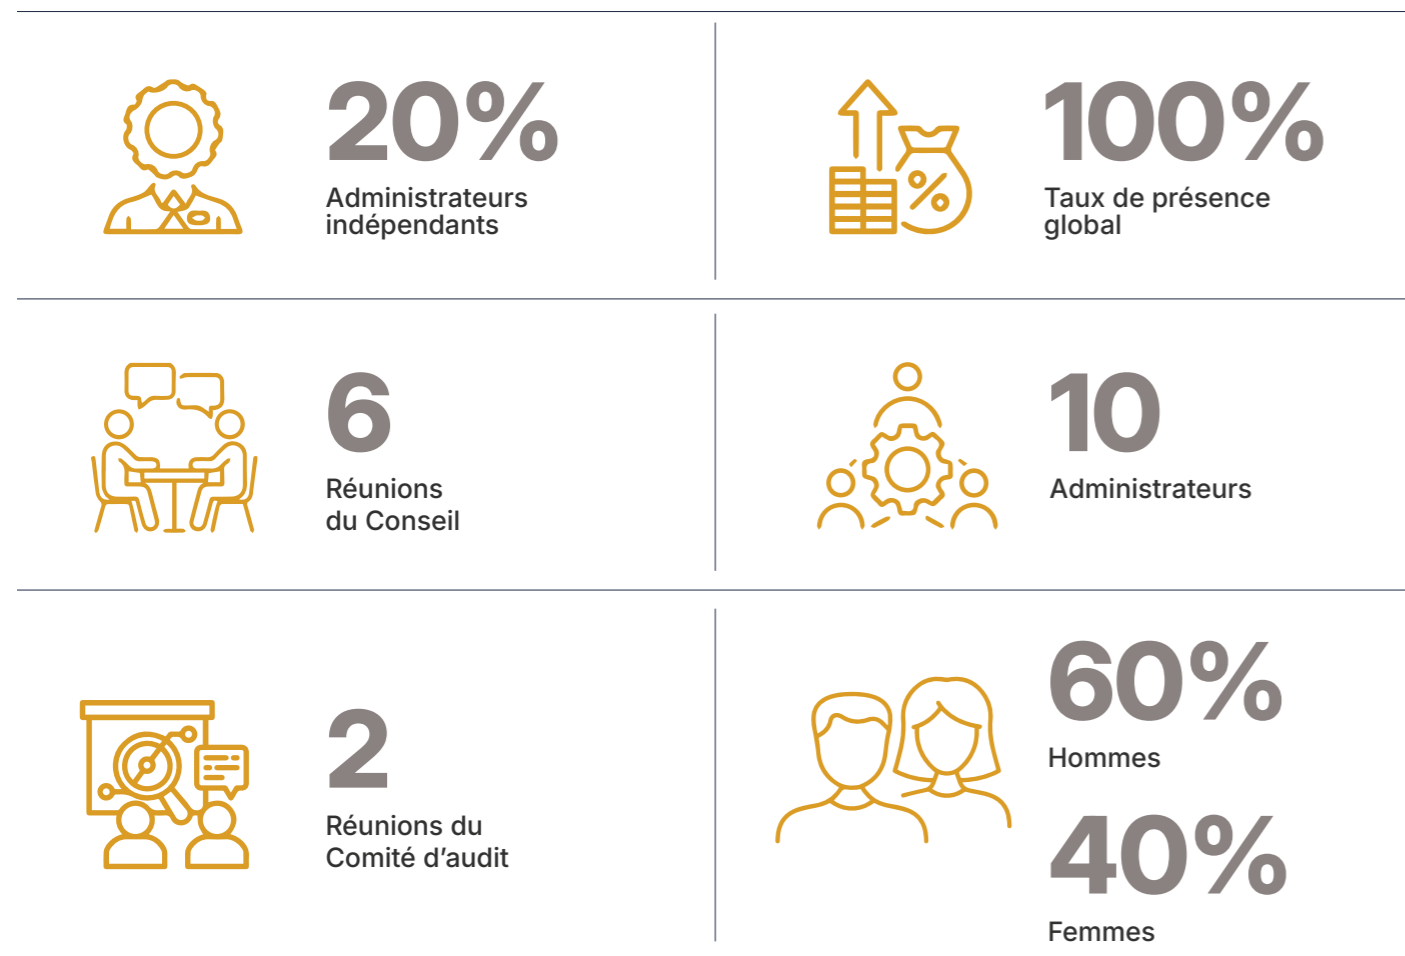 20%
Administrateurs
indépendants
100%
Taux de présence
global
6
Réunions
du Conseil
10
Administrateurs
2
Réunions du
Comité d’audit
60%
Hommes
40%
Femmes